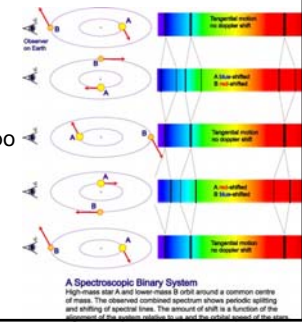 B
A
Observer
on Earth
Tangential motion
no doppler shift
B
A
A blue-shifted
B red-shifted
A
B
Tangential motion
no doppler shift
A
B
A red-shifted
B blue-shifted
B
A
Tangential motion
no doppler shift
A Spectroscopic Binary System
High-mass star A and lower-mass B orbit around a common centre
of mass. The observed combined spectrum shows periodic splitting
and shifting of spectral lines. The amount of shift is a function of the
alignment of the system relative to us and the orbital speed of the stars.